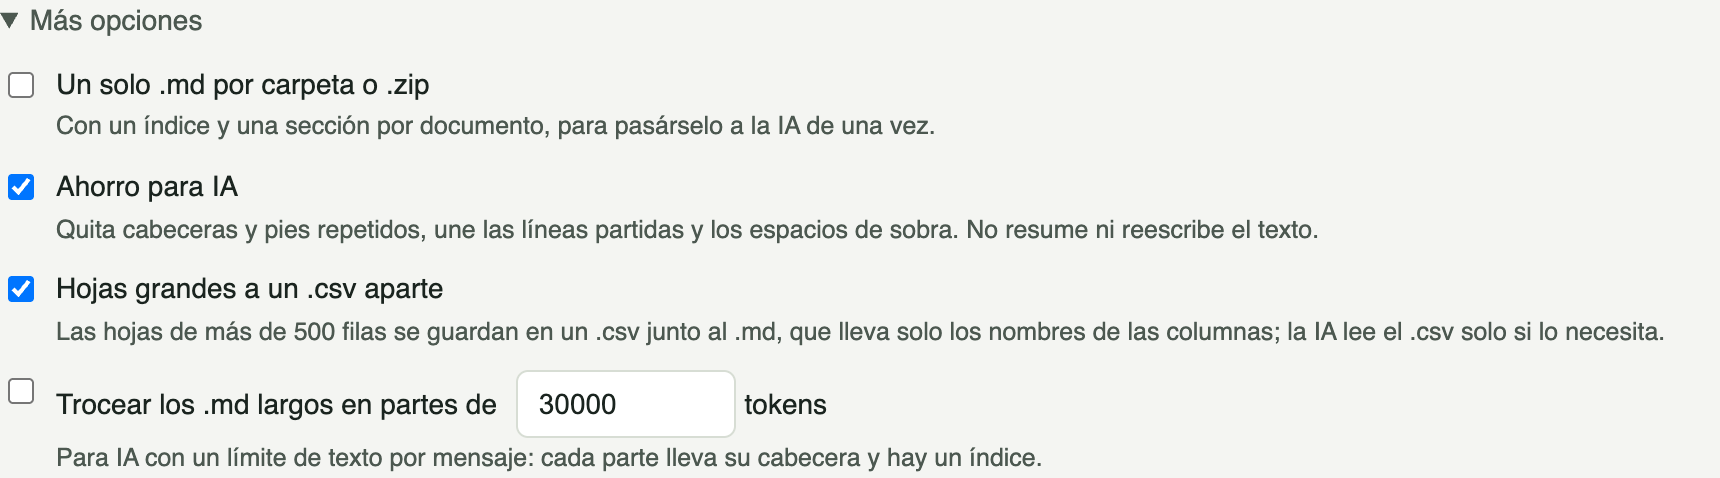 Más opciones
Un solo .md por carpeta o .zip
Con un índice y una sección por documento, para pasárselo a la IA de una vez.
Ahorro para IA
Quita cabeceras y pies repetidos, une las líneas partidas y los espacios de sobra. No resume ni reescribe el texto.
Hojas grandes a un .csv aparte
Las hojas de más de 500 filas se guardan en un .csv junto al .md, que lleva solo los nombres de las columnas; la IA lee el .csv solo si lo necesita.
Trocear los .md largos en partes de 30000 tokens
Para IA con un límite de texto por mensaje: cada parte lleva su cabecera y hay un índice.